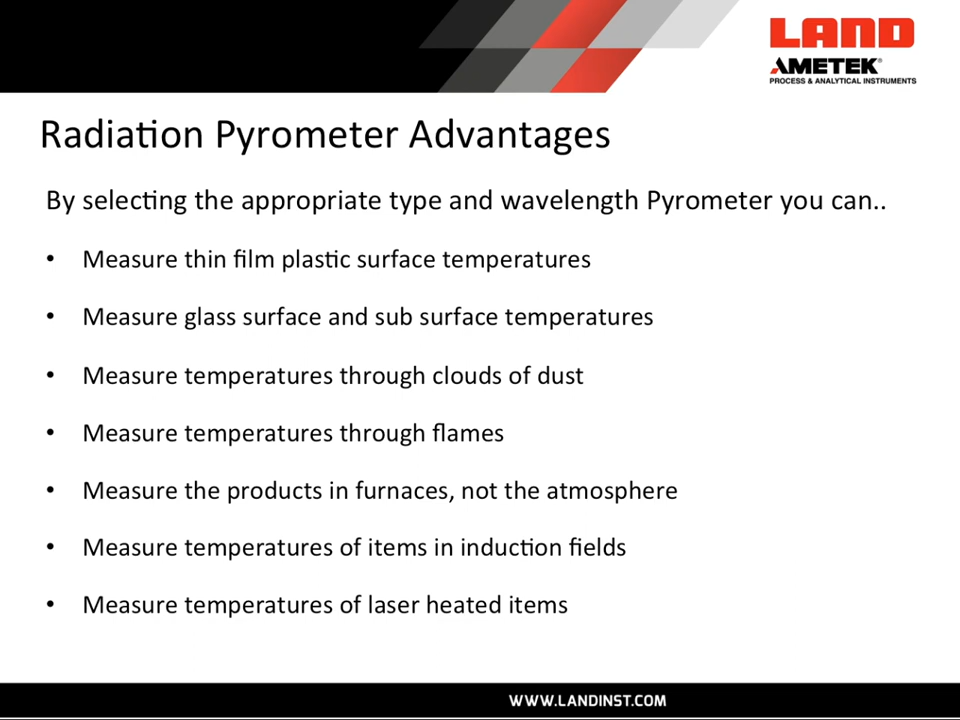 LAND
AMETEK®
PROCESS & ANALYTICAL INSTRUMENTS
Radiation Pyrometer Advantages
By selecting the appropriate type and wavelength Pyrometer you can..
• Measure thin film plastic surface temperatures
• Measure glass surface and sub surface temperatures
• Measure temperatures through clouds of dust
• Measure temperatures through flames
• Measure the products in furnaces, not the atmosphere
• Measure temperatures of items in induction fields
• Measure temperatures of laser heated items
WWW.LANDINST.COM